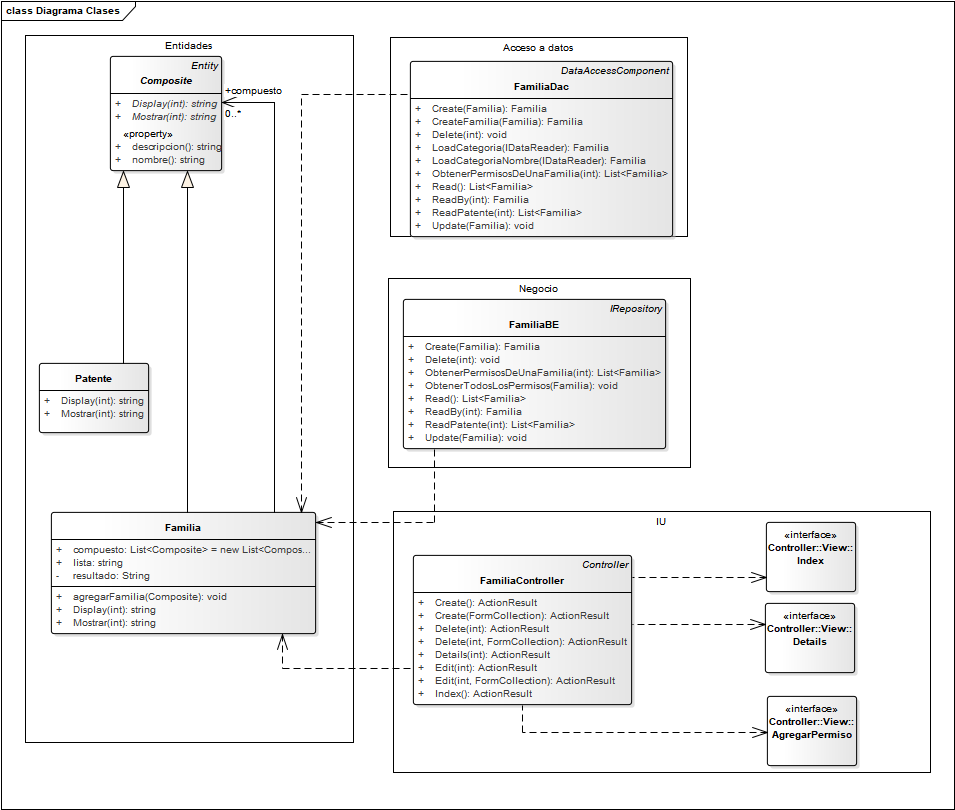 class Diagrama Clases
Entidades
Entity
Composite
+ Display(int): string
+ Mostrar(int): string
«property»
+ descripcion(): string
+ nombre(): string
+compuesto
0..*
Patente
+ Display(int): string
+ Mostrar(int): string
Familia
+ compuesto: List<Composite> = new List<Compos...
+ lista: string
- resultado: String
+ agregarFamilia(Composite): void
+ Display(int): string
+ Mostrar(int): string
Acceso a datos
DataAccessComponent
FamiliaDac
+ Create(Familia): Familia
+ CreateFamilia(Familia): Familia
+ Delete(int): void
+ LoadCategoria(IDataReader): Familia
+ LoadCategoriaNombre(IDataReader): Familia
+ ObtenerPermisosDeUnaFamilia(int): List<Familia>
+ Read(): List<Familia>
+ ReadBy(int): Familia
+ ReadPatente(int): List<Familia>
+ Update(Familia): void
Negocio
IRepository
FamiliaBE
+ Create(Familia): Familia
+ Delete(int): void
+ ObtenerPermisosDeUnaFamilia(int): List<Familia>
+ ObtenerTodosLosPermisos(Familia): void
+ Read(): List<Familia>
+ ReadBy(int): Familia
+ ReadPatente(int): List<Familia>
+ Update(Familia): void
IU
Controller
FamiliaController
+ Create(): ActionResult
+ Create(FormCollection): ActionResult
+ Delete(int): ActionResult
+ Delete(int, FormCollection): ActionResult
+ Details(int): ActionResult
+ Edit(int): ActionResult
+ Edit(int, FormCollection): ActionResult
+ Index(): ActionResult
«interface»
Controller::View::
Index
«interface»
Controller::View::
Details
«interface»
Controller::View::
AgregarPermiso